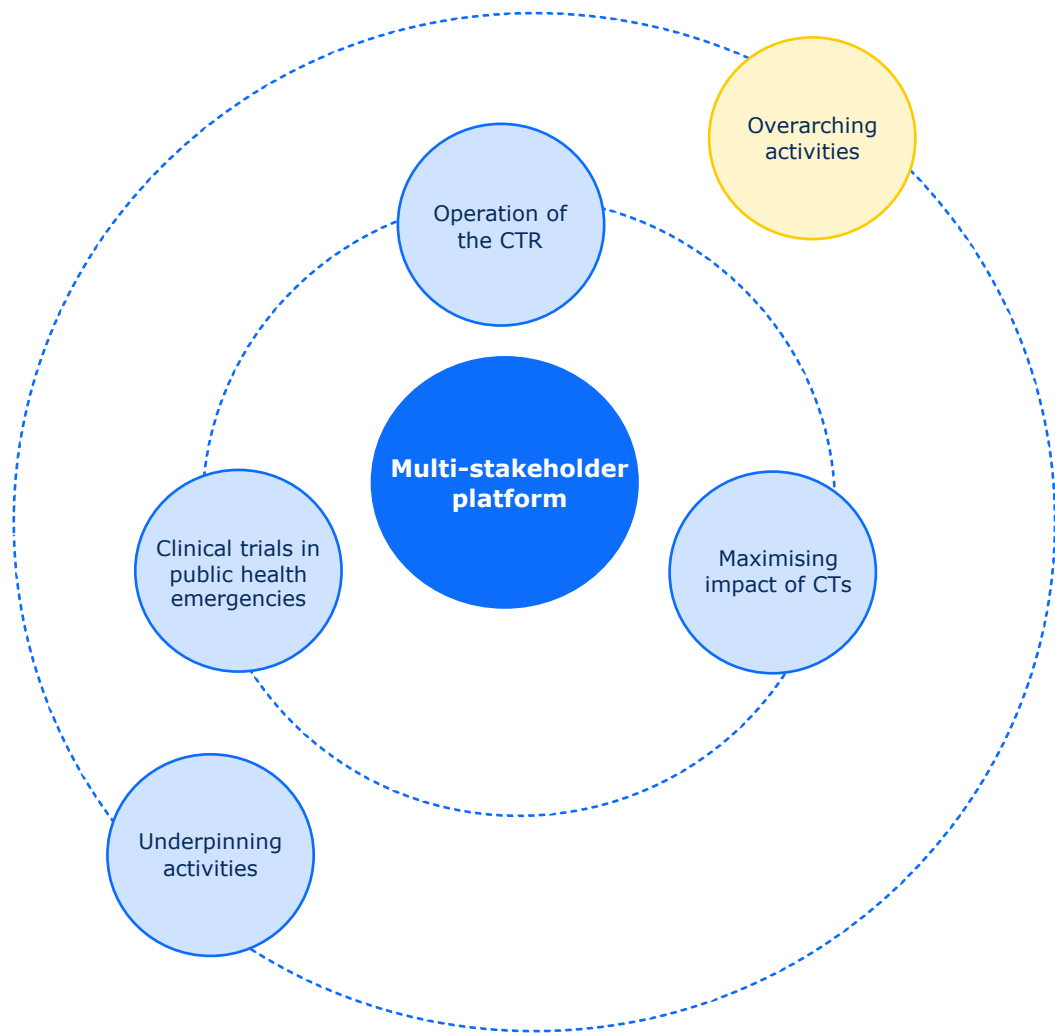 Overarching
activities
Operation of
the CTR
Multi-stakeholder
platform
Clinical trials in
public health
emergencies
Maximising
impact of CTs
Underpinning
activities